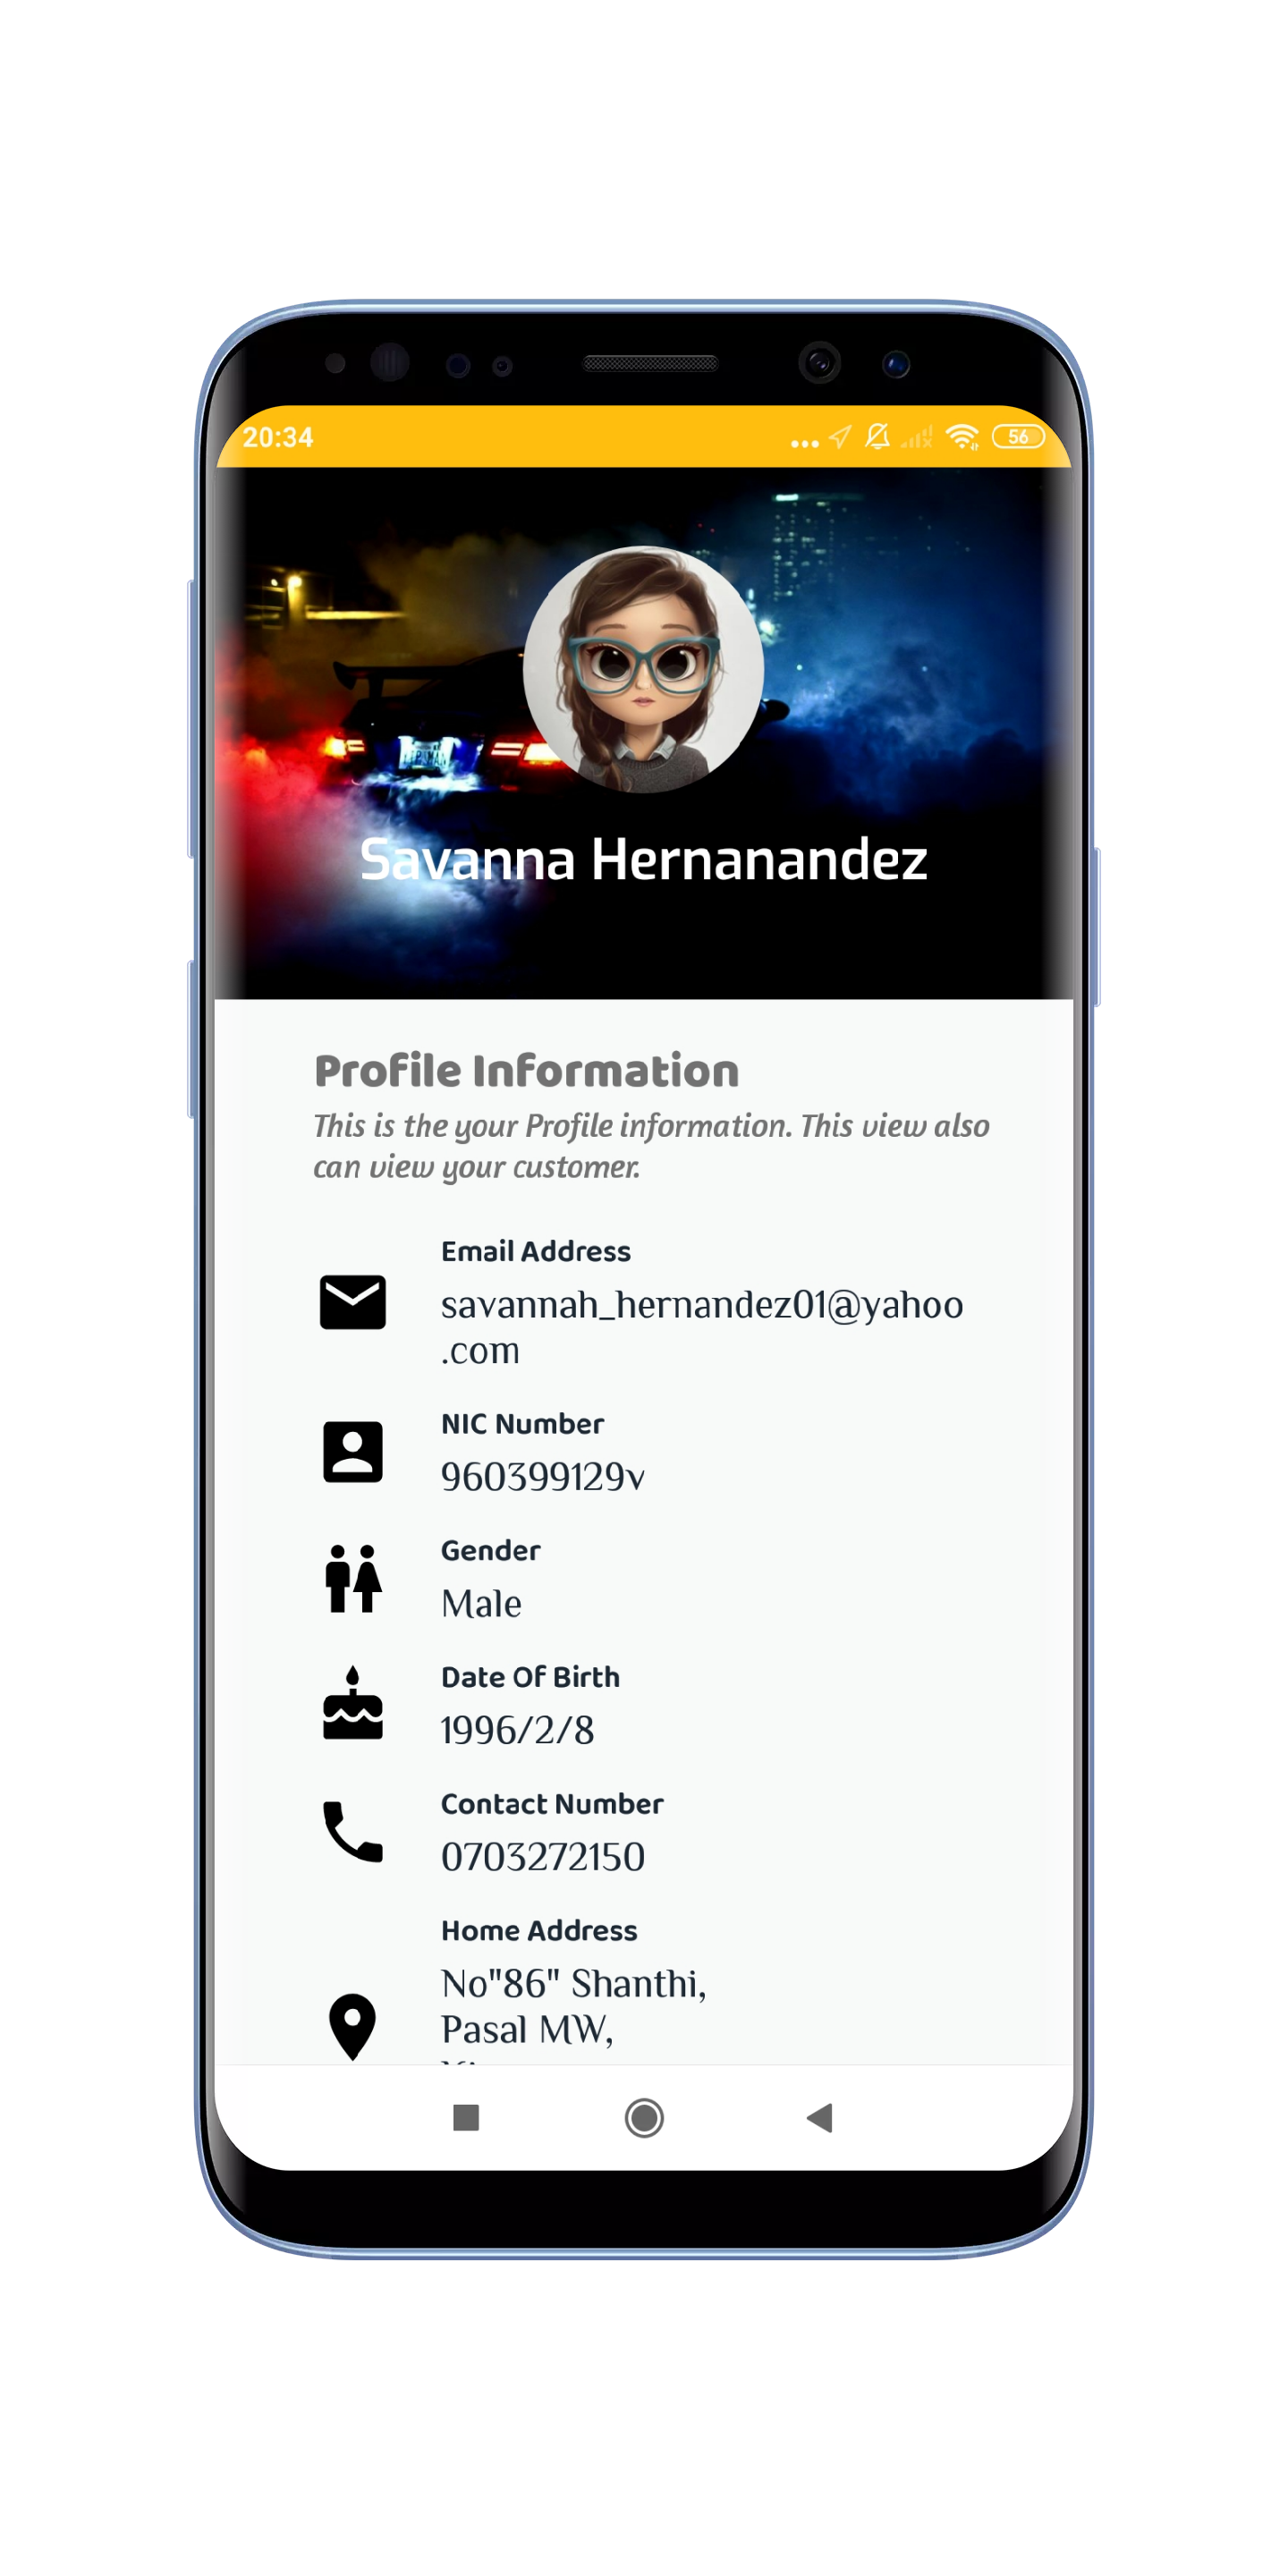 20:34
56
Savanna Hernanandez
Profile Information
This is the your Profile information. This view also
can view your customer.
Email Address
savannah_hernandez01@yahoo
.com
NIC Number
960399129v
Gender
Male
Date Of Birth
1996/2/8
Contact Number
0703272150
Home Address
No"86" Shanthi,
Pasal MW,